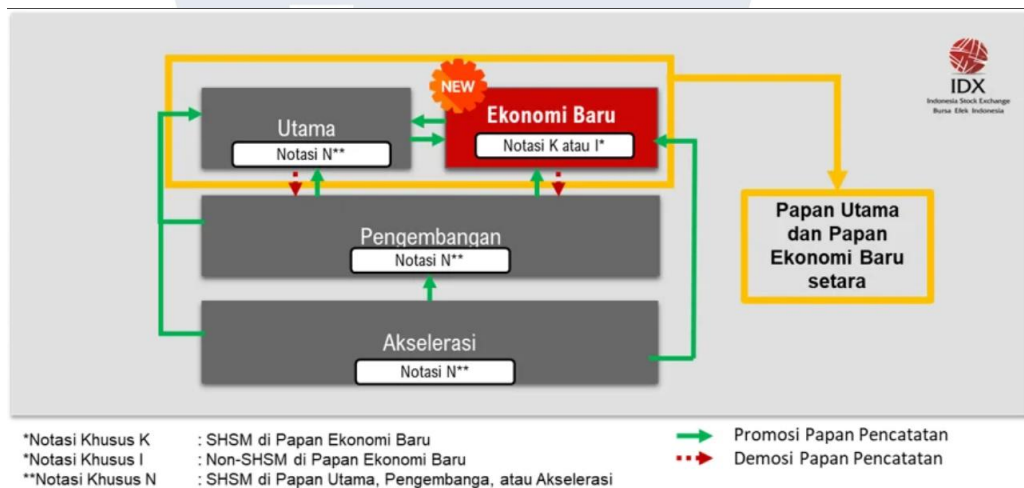 NEW
IDX
Indonesia Stock Exchange
Bursa Efek Indonesia
Utama
Notasi N**
Ekonomi Baru
Notasi K atau I*
Pengembangan
Notasi N**
Akselerasi
Notasi N**
Papan Utama
dan Papan
Ekonomi Baru
setara
*Notasi Khusus K : SHSM di Papan Ekonomi Baru
*Notasi Khusus I : Non-SHSM di Papan Ekonomi Baru
**Notasi Khusus N : SHSM di Papan Utama, Pengembanga, atau Akselerasi
Promosi Papan Pencatatan
Demosi Papan Pencatatan